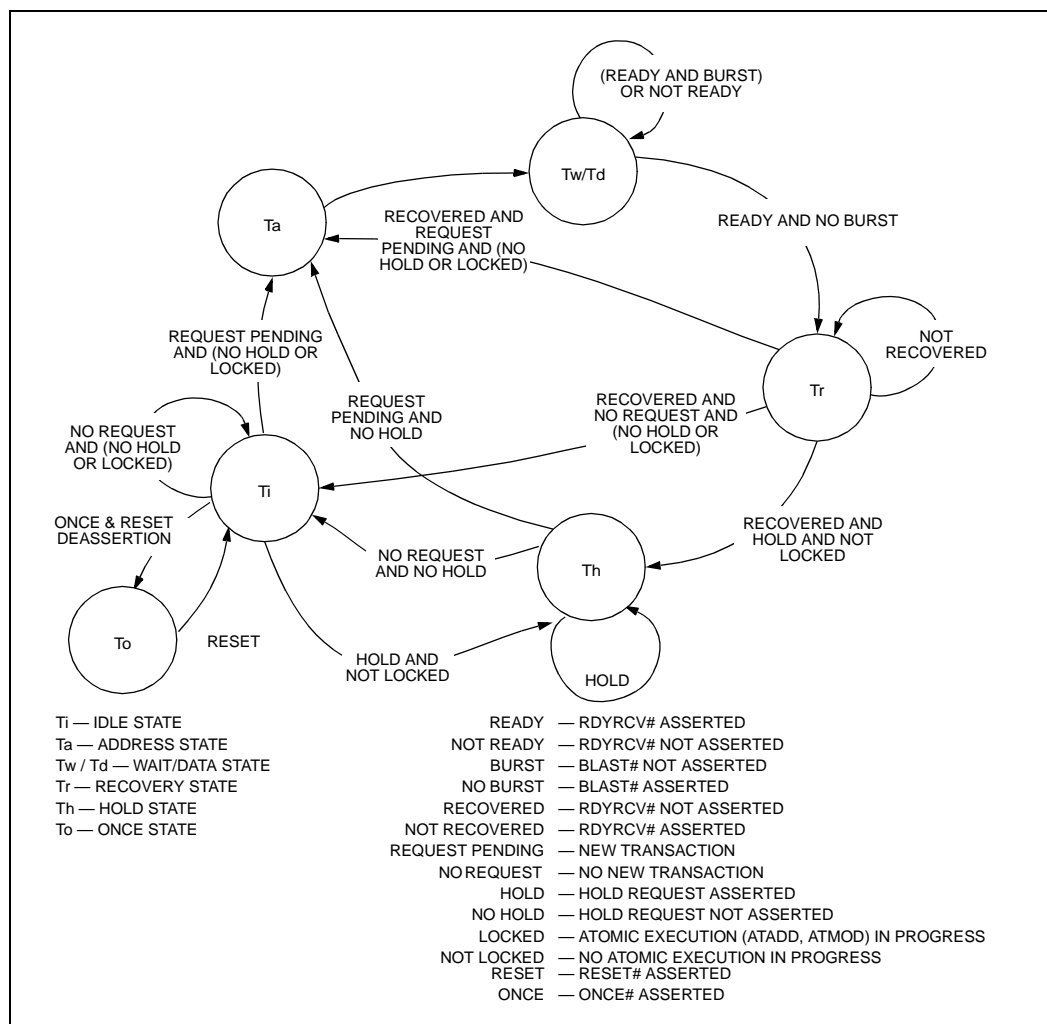 (READY AND BURST)
OR NOT READY
Tw/Td
Ta
READY AND NO BURST
RECOVERED AND
REQUEST
PENDING AND (NO
HOLD OR LOCKED)
REQUEST PENDING
AND (NO HOLD OR
LOCKED)
NOT
RECOVERED
Tr
REQUEST
PENDING AND
NO HOLD
RECOVERED AND
NO REQUEST AND
(NO HOLD OR
LOCKED)
NO REQUEST
AND (NO HOLD
OR LOCKED)
Ti
ONCE & RESET
DEASSERTION
RECOVERED AND
HOLD AND NOT
LOCKED
NO REQUEST
AND NO HOLD
Th
To
RESET
HOLD AND
NOT LOCKED
HOLD
Ti — IDLE STATE
Ta — ADDRESS STATE
Tw / Td — WAIT/DATA STATE
Tr — RECOVERY STATE
Th — HOLD STATE
To — ONCE STATE
READY — RDYRCV# ASSERTED
NOT READY — RDYRCV# NOT ASSERTED
BURST — BLAST# NOT ASSERTED
NO BURST — BLAST# ASSERTED
RECOVERED — RDYRCV# NOT ASSERTED
NOT RECOVERED — RDYRCV# ASSERTED
REQUEST PENDING — NEW TRANSACTION
NO REQUEST — NO NEW TRANSACTION
HOLD — HOLD REQUEST ASSERTED
NO HOLD — HOLD REQUEST NOT ASSERTED
LOCKED — ATOMIC EXECUTION (ATADD, ATMOD) IN PROGRESS
NOT LOCKED — NO ATOMIC EXECUTION IN PROGRESS
RESET — RESET# ASSERTED
ONCE — ONCE# ASSERTED